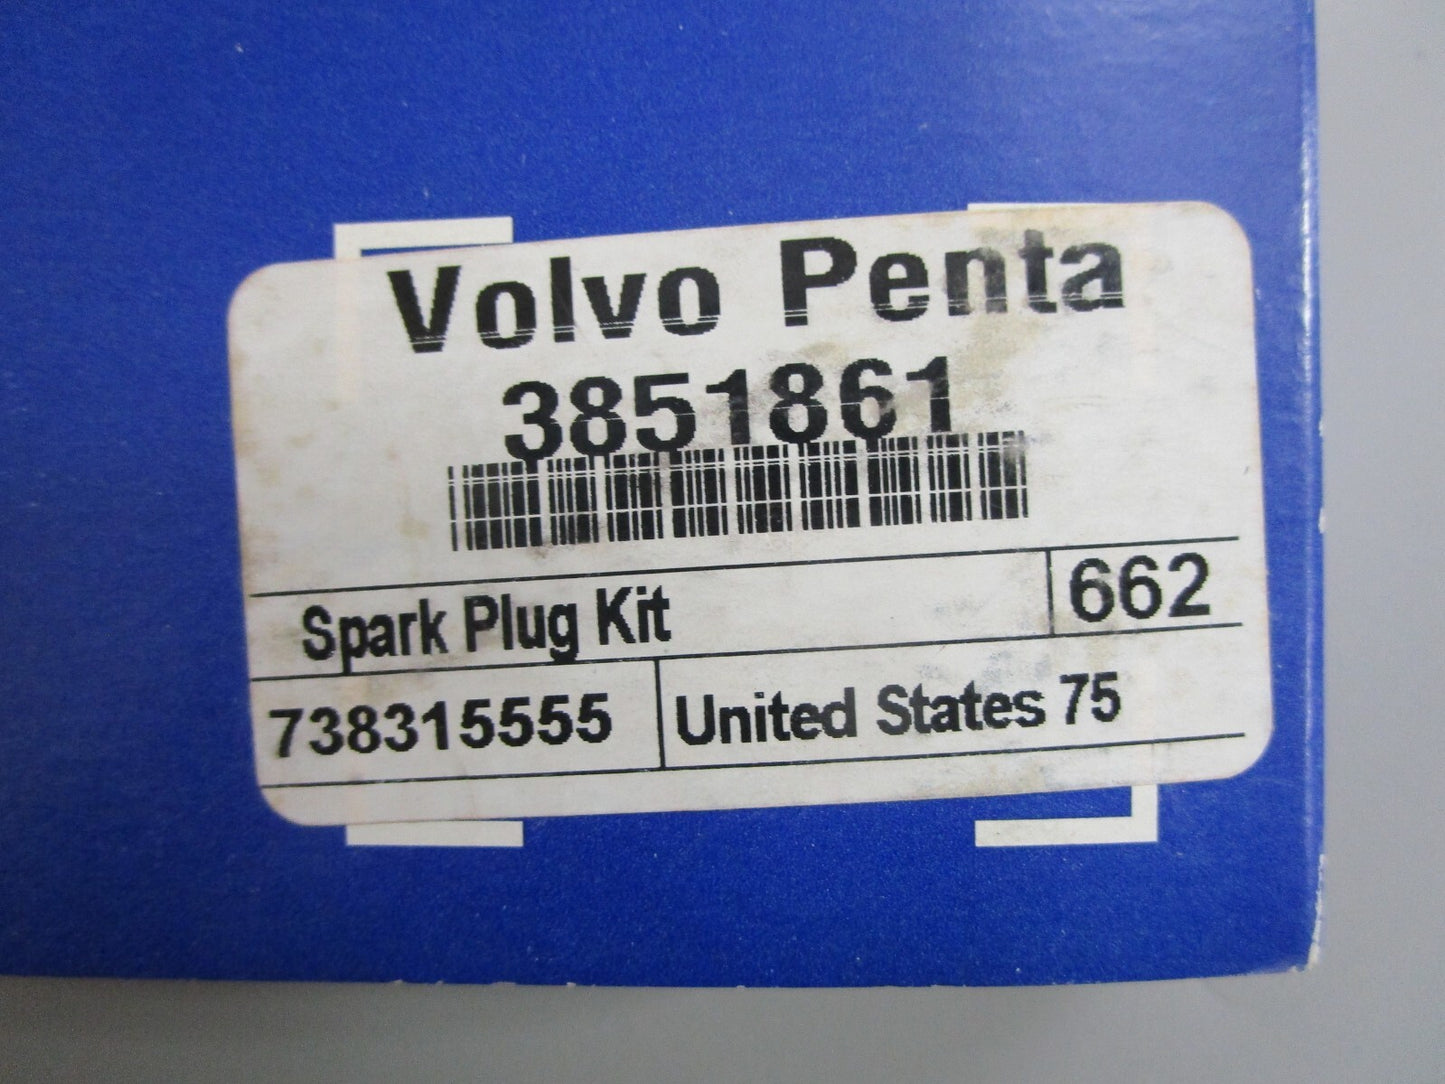 Volvo Penta
3851861
Spark Plug Kit 662
738315555 United States 75